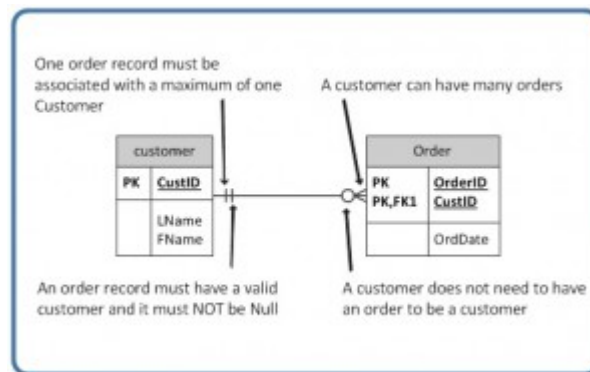 One order record must be
associated with a maximum of one
Customer
A customer can have many orders
customer
PK CustID
LName
FName
Order
PK OrderID
PK,FK1 CustID
OrdDate
An order record must have a valid
customer and it must NOT be Null
A customer does not need to have
an order to be a customer